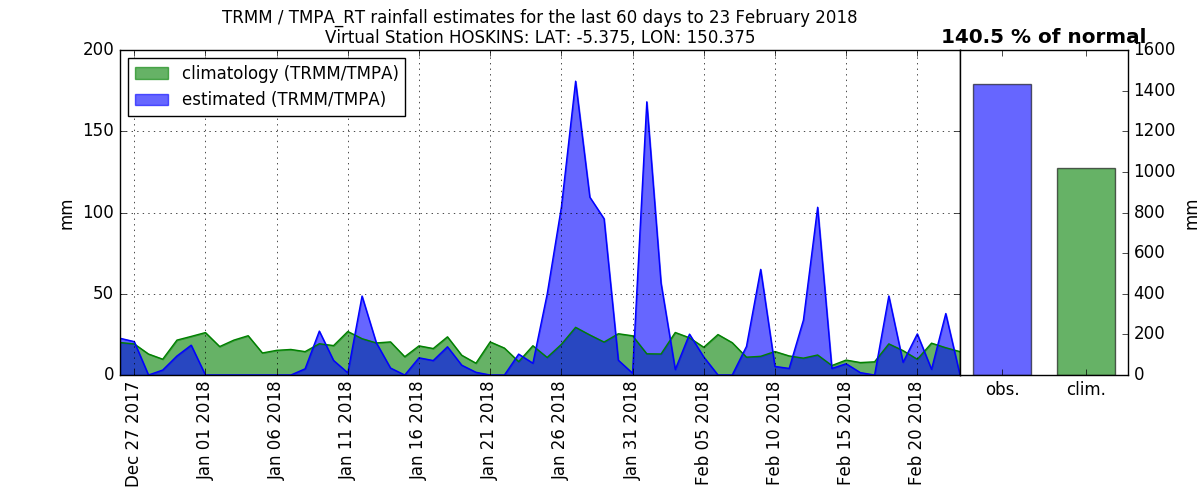 TRMM / TMPA_RT rainfall estimates for the last 60 days to 23 February 2018
Virtual Station HOSKINS: LAT: -5.375, LON: 150.375
140.5 % of normal
climatology (TRMM/TMPA)
estimated (TRMM/TMPA)
200
150
100
50
0
mm
1600
1400
1200
1000
800
600
400
200
0
mm
obs.
clim.
Dec 27 2017
Jan 01 2018
Jan 06 2018
Jan 11 2018
Jan 16 2018
Jan 21 2018
Jan 26 2018
Jan 31 2018
Feb 05 2018
Feb 10 2018
Feb 15 2018
Feb 20 2018